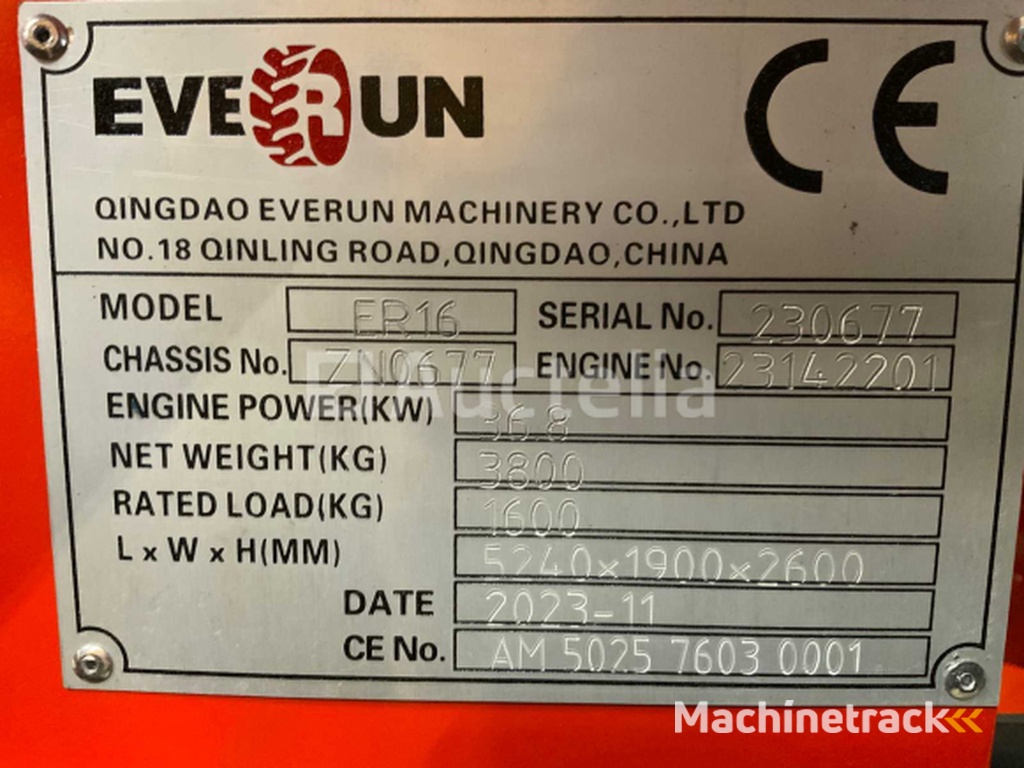 EVERUN CE
QINGDAO EVERUN MACHINERY CO.,LTD
NO.18 QINLING ROAD,QINGDAO,CHINA
MODEL ER16 SERIAL No. 230677
CHASSIS No. ZN0677 ENGINE No. 23142201
Auctelia
ENGINE POWER(KW) 36.8
NET WEIGHT(KG) 3800
RATED LOAD(KG) 1600
L x W x H(MM) 5240x1900x2600
DATE 2023-11
CE No. AM 5025 7603 0001
Machinetrack